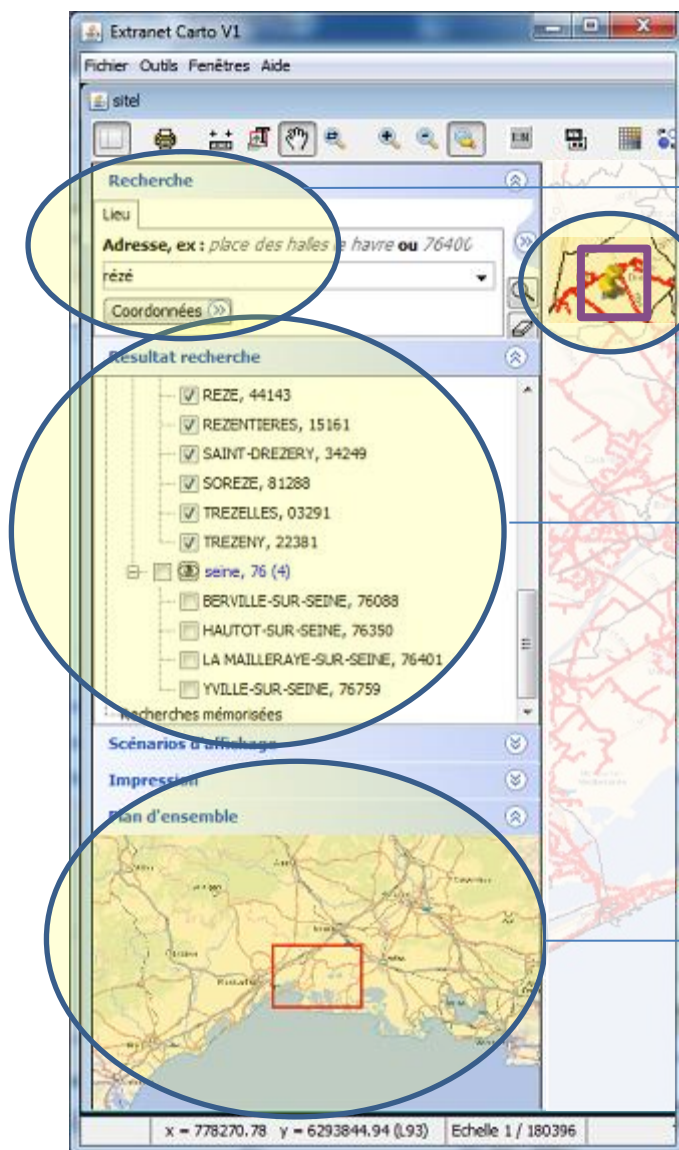 Extranet Carto V1
Fichier Outils Fenêtres Aide
sitel
Recherche
Lieu
Adresse, ex : place des halles le havre ou 76400
rézé
Coordonnées
Résultat recherche
REZE, 44143
REZENTIERES, 15161
SAINT-DREZERY, 34249
SOREZE, 81288
TREZELLES, 03291
TREZENY, 22381
seine, 76 (4)
BERVILLE-SUR-SEINE, 76088
HAUTOT-SUR-SEINE, 76350
LA MAILLERAYE-SUR-SEINE, 76401
YVILLE-SUR-SEINE, 76759
Recherches mémorisées
Scénarios d'affichage
Impression
Plan d'ensemble
x = 778270.78 y = 6293844.94 (L93) Echelle 1 / 180396